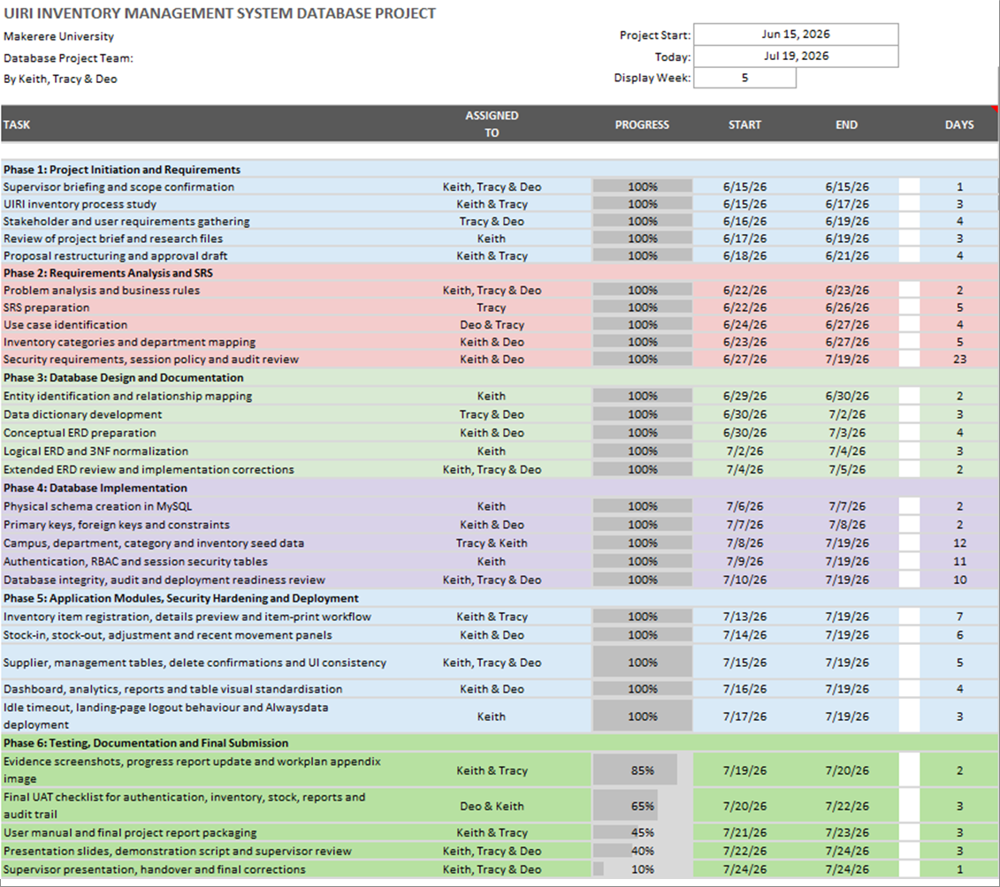 UIRI INVENTORY MANAGEMENT SYSTEM DATABASE PROJECT
Makerere University
Project Start: Jun 15, 2026
Database Project Team:
Today: Jul 19, 2026
By Keith, Tracy & Deo
Display Week: 5
TASK ASSIGNED TO PROGRESS START END DAYS
Phase 1: Project Initiation and Requirements
Supervisor briefing and scope confirmation Keith, Tracy & Deo 100% 6/15/26 6/15/26 1
UIRI inventory process study Keith & Tracy 100% 6/15/26 6/17/26 3
Stakeholder and user requirements gathering Tracy & Deo 100% 6/16/26 6/19/26 4
Review of project brief and research files Keith 100% 6/17/26 6/19/26 3
Proposal restructuring and approval draft Keith & Tracy 100% 6/18/26 6/21/26 4
Phase 2: Requirements Analysis and SRS
Problem analysis and business rules Keith, Tracy & Deo 100% 6/22/26 6/23/26 2
SRS preparation Tracy 100% 6/22/26 6/26/26 5
Use case identification Deo & Tracy 100% 6/24/26 6/27/26 4
Inventory categories and department mapping Keith & Deo 100% 6/23/26 6/27/26 5
Security requirements, session policy and audit review Keith & Deo 100% 6/27/26 7/19/26 23
Phase 3: Database Design and Documentation
Entity identification and relationship mapping Keith 100% 6/29/26 6/30/26 2
Data dictionary development Tracy & Deo 100% 6/30/26 7/2/26 3
Conceptual ERD preparation Keith & Deo 100% 6/30/26 7/3/26 4
Logical ERD and 3NF normalization Keith 100% 7/2/26 7/4/26 3
Extended ERD review and implementation corrections Keith, Tracy & Deo 100% 7/4/26 7/5/26 2
Phase 4: Database Implementation
Physical schema creation in MySQL Keith 100% 7/6/26 7/7/26 2
Primary keys, foreign keys and constraints Keith & Deo 100% 7/7/26 7/8/26 2
Campus, department, category and inventory seed data Tracy & Keith 100% 7/8/26 7/19/26 12
Authentication, RBAC and session security tables Keith 100% 7/9/26 7/19/26 11
Database integrity, audit and deployment readiness review Keith, Tracy & Deo 100% 7/10/26 7/19/26 10
Phase 5: Application Modules, Security Hardening and Deployment
Inventory item registration, details preview and item-print workflow Keith & Tracy 100% 7/13/26 7/19/26 7
Stock-in, stock-out, adjustment and recent movement panels Keith & Deo 100% 7/14/26 7/19/26 6
Supplier, management tables, delete confirmations and UI consistency Keith, Tracy & Deo 100% 7/15/26 7/19/26 5
Dashboard, analytics, reports and table visual standardisation Keith & Deo 100% 7/16/26 7/19/26 4
Idle timeout, landing-page logout behaviour and Alwaysdata
deployment Keith 100% 7/17/26 7/19/26 3
Phase 6: Testing, Documentation and Final Submission
Evidence screenshots, progress report update and workplan appendix
image Keith & Tracy 85% 7/19/26 7/20/26 2
Final UAT checklist for authentication, inventory, stock, reports and
audit trail Deo & Keith 65% 7/20/26 7/22/26 3
User manual and final project report packaging Keith & Tracy 45% 7/21/26 7/23/26 3
Presentation slides, demonstration script and supervisor review Keith, Tracy & Deo 40% 7/22/26 7/24/26 3
Supervisor presentation, handover and final corrections Keith, Tracy & Deo 10% 7/24/26 7/24/26 1